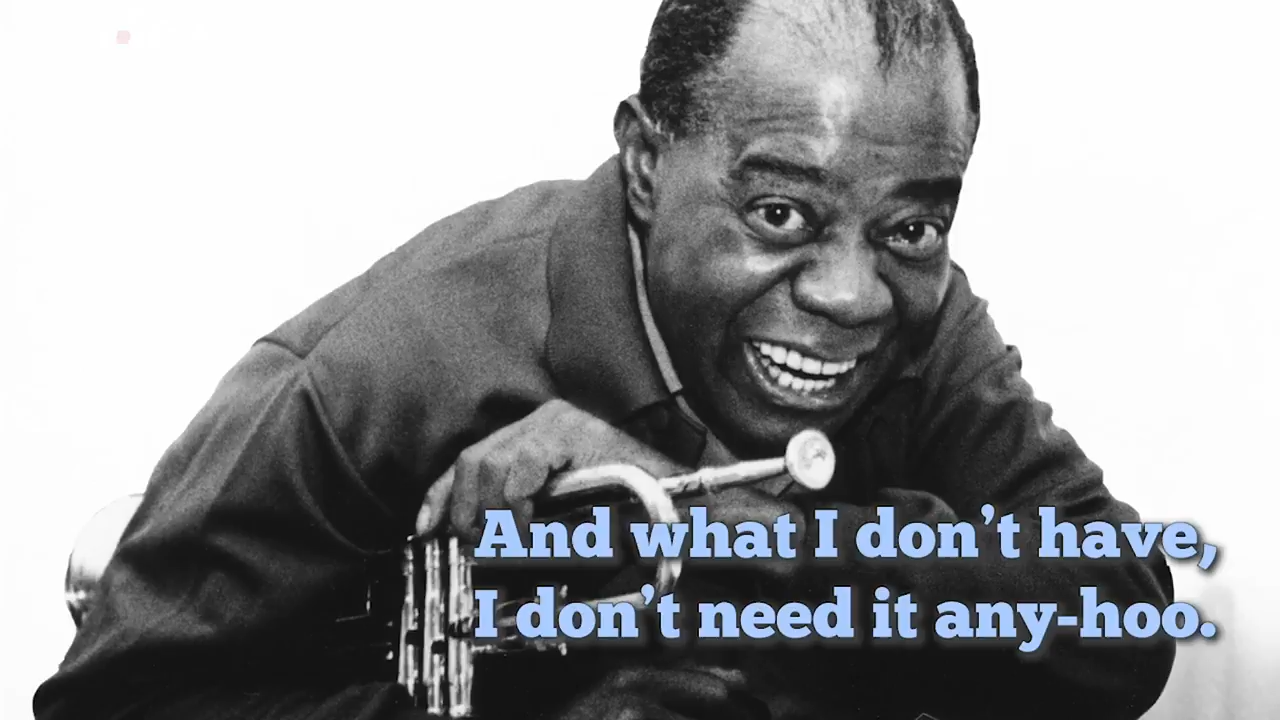 And what I don’t have,
I don’t need it any-hoo.